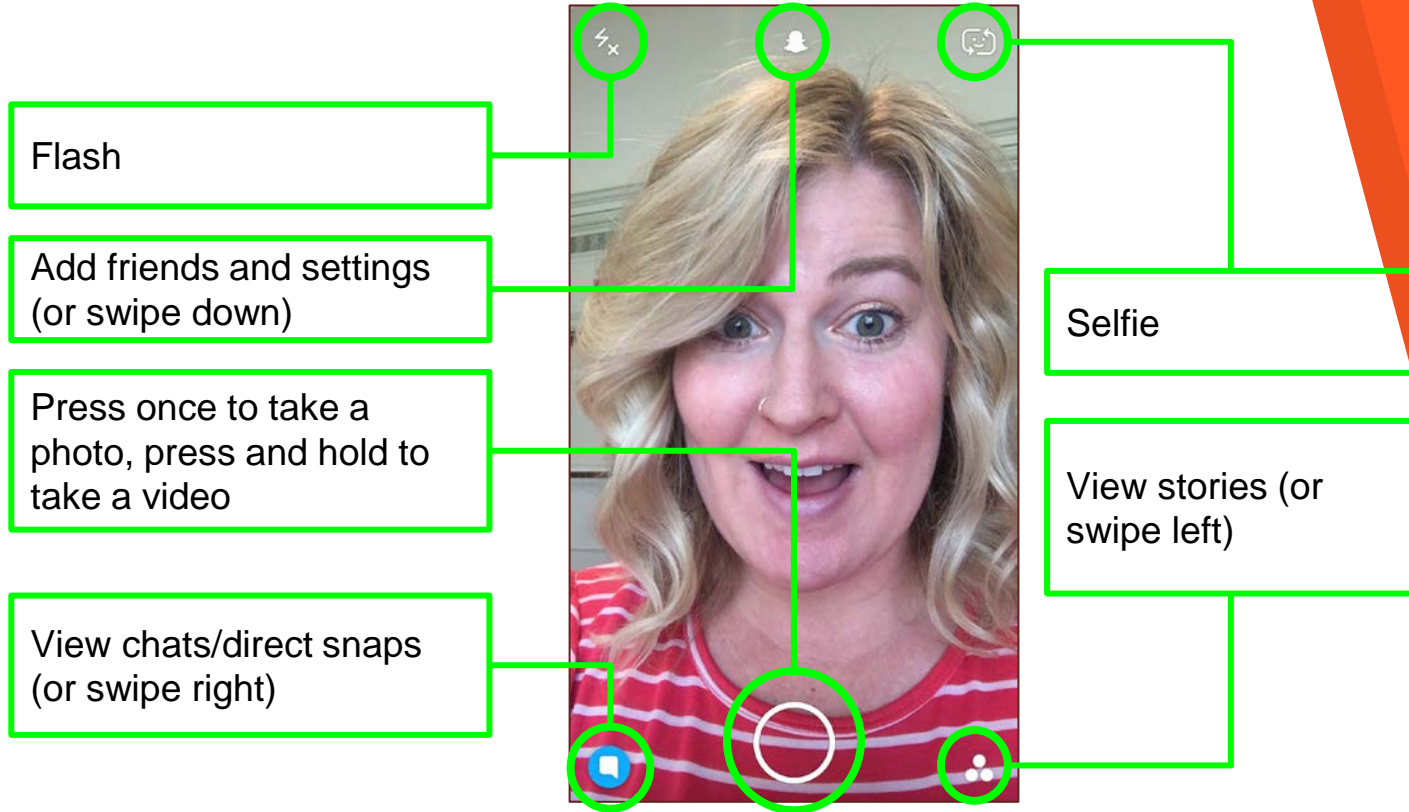 Flash
Add friends and settings
(or swipe down)
Press once to take a
photo, press and hold to
take a video
View chats/direct snaps
(or swipe right)
Selfie
View stories (or
swipe left)